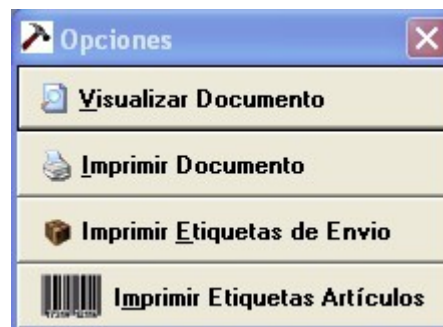 Opciones
Visualizar Documento
Imprimir Documento
Imprimir Etiquetas de Envio
Imprimir Etiquetas Artículos